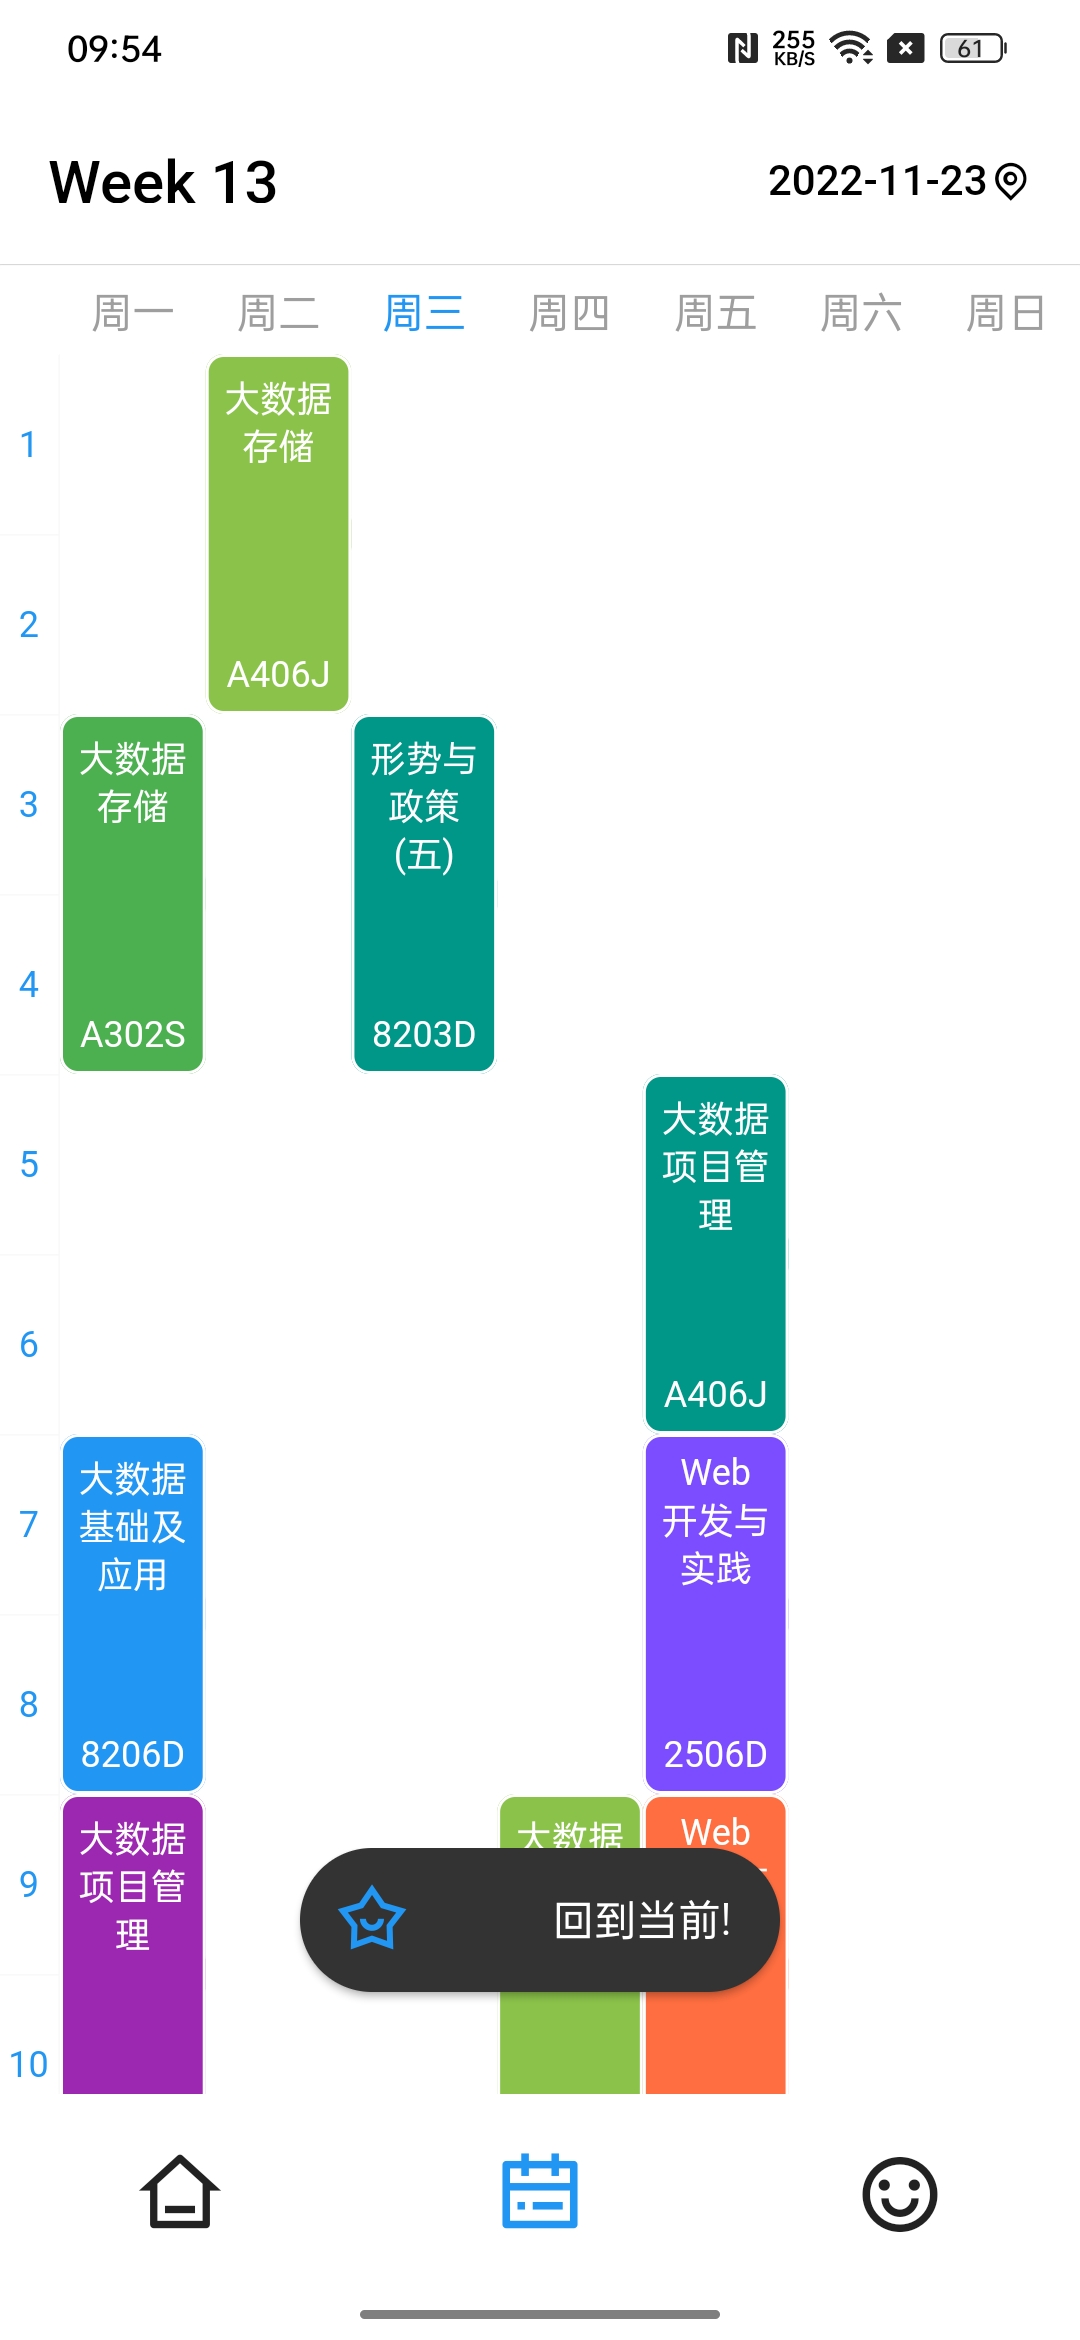 09:54
255
KB/S
61
Week 13
2022-11-23
周一 周二 周三 周四 周五 周六 周日
1
2
3
4
5
6
7
8
9
10
大数据
存储
A302S
大数据
基础及
应用
8206D
大数据
项目管
理
大数据
存储
A406J
形势与
政策
(五)
8203D
大数据
大数据
项目管
理
A406J
Web
开发与
实践
2506D
Web
回到当前!